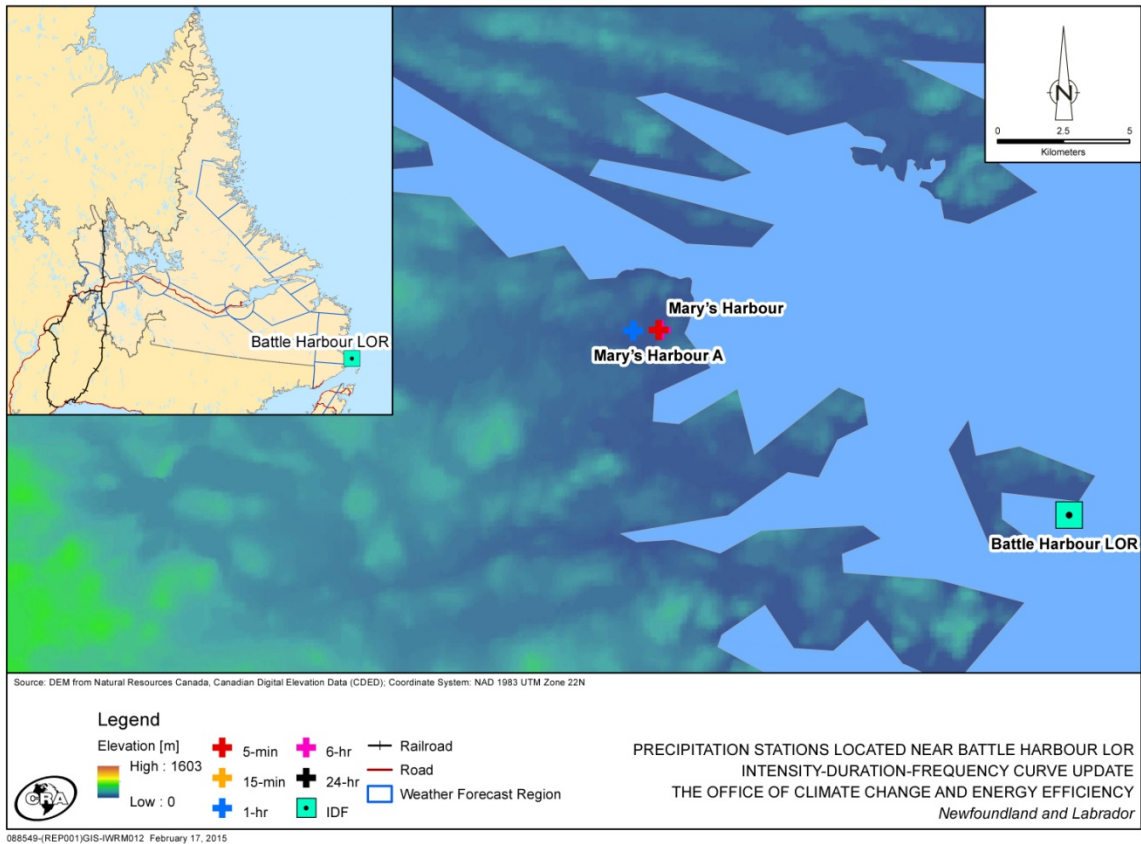 N
0 2.5 5
Kilometers
Battle Harbour LOR
Mary's Harbour
Mary's Harbour A
Battle Harbour LOR
Source: DEM from Natural Resources Canada, Canadian Digital Elevation Data (CDED); Coordinate System: NAD 1983 UTM Zone 22N
Legend
Elevation [m]
High : 1603
Low : 0
5-min
15-min
1-hr
6-hr
24-hr
IDF
Railroad
Road
Weather Forecast Region
CRA
PRECIPITATION STATIONS LOCATED NEAR BATTLE HARBOUR LOR
INTENSITY-DURATION-FREQUENCY CURVE UPDATE
THE OFFICE OF CLIMATE CHANGE AND ENERGY EFFICIENCY
Newfoundland and Labrador
088549-(REP001)GIS-IWRM012 February 17, 2015